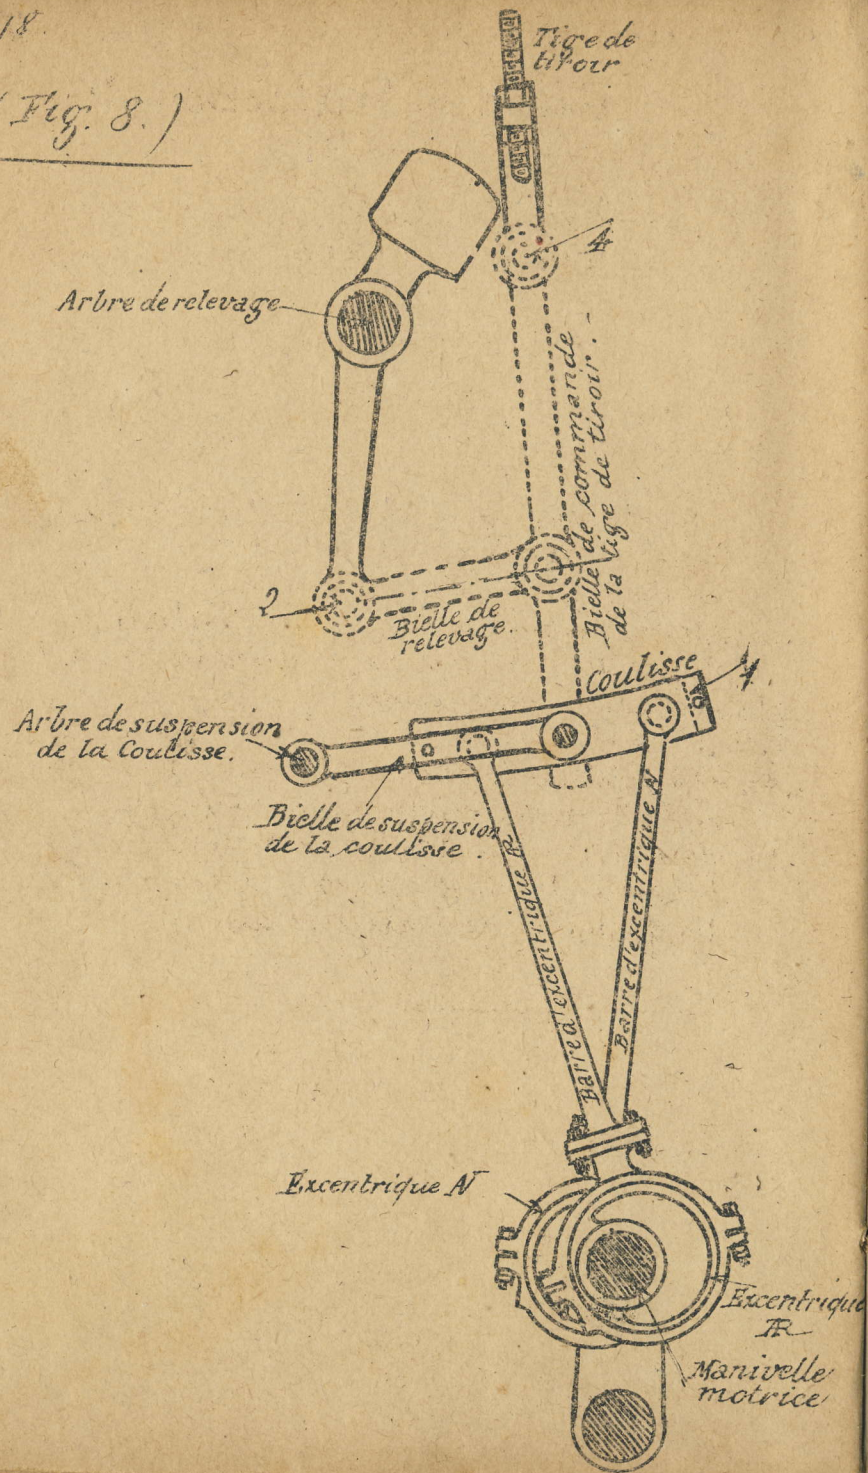 18.
(Fig. 8.)
Tige de
tiroir
4
Arbre de relevage
Bielle de commande
de la tige de tiroir.
2
Bielle de
relevage.
Coulisse
1
Arbre de suspension
de la Coulisse.
Bielle de suspension
de la coulisse.
Barre d'excentrique AR
Barre d'excentrique AV
Excentrique AV
Excentrique
AR
Manivelle
motrice